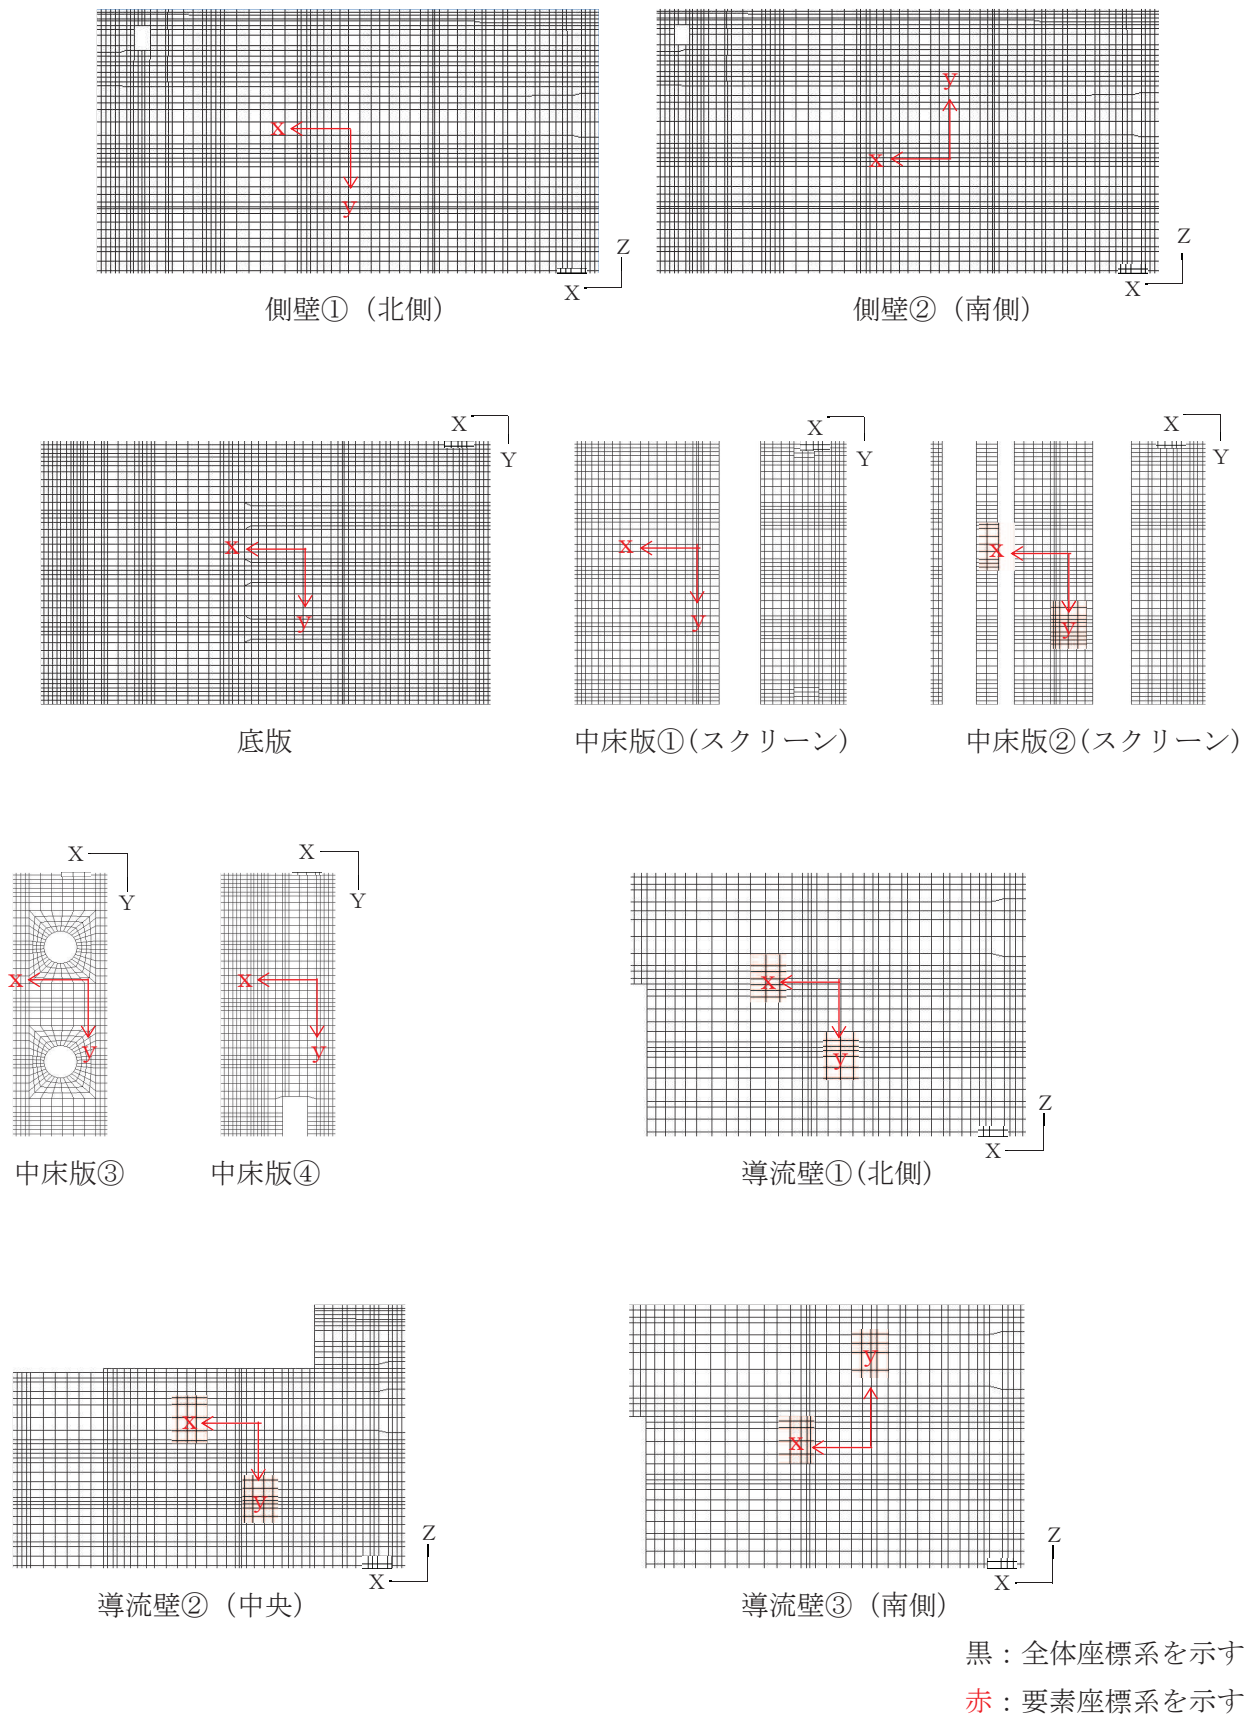 x
y
Z
X
側壁①（北側）
y
x
Z
X
側壁②（南側）
X
Y
x
y
底版
X
Y
x
y
中床版①(スクリーン)
X
Y
x
y
中床版②(スクリーン)
X
Y
x
y
中床版③
X
Y
x
y
中床版④
x
y
Z
X
導流壁①(北側)
x
y
Z
X
導流壁②（中央）
y
x
Z
X
導流壁③（南側）
黒：全体座標系を示す
赤：要素座標系を示す